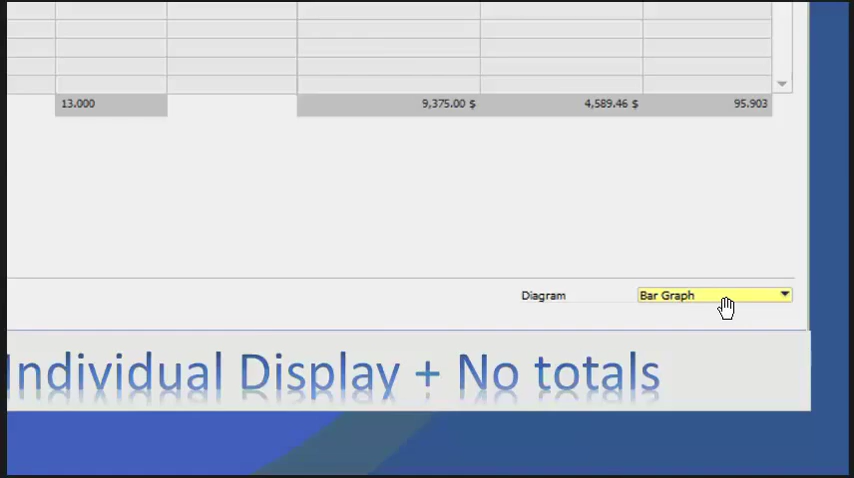 13.000 9,375.00 $ 4,589.46 $ 95.903
Diagram Bar Graph
Individual Display + No totals